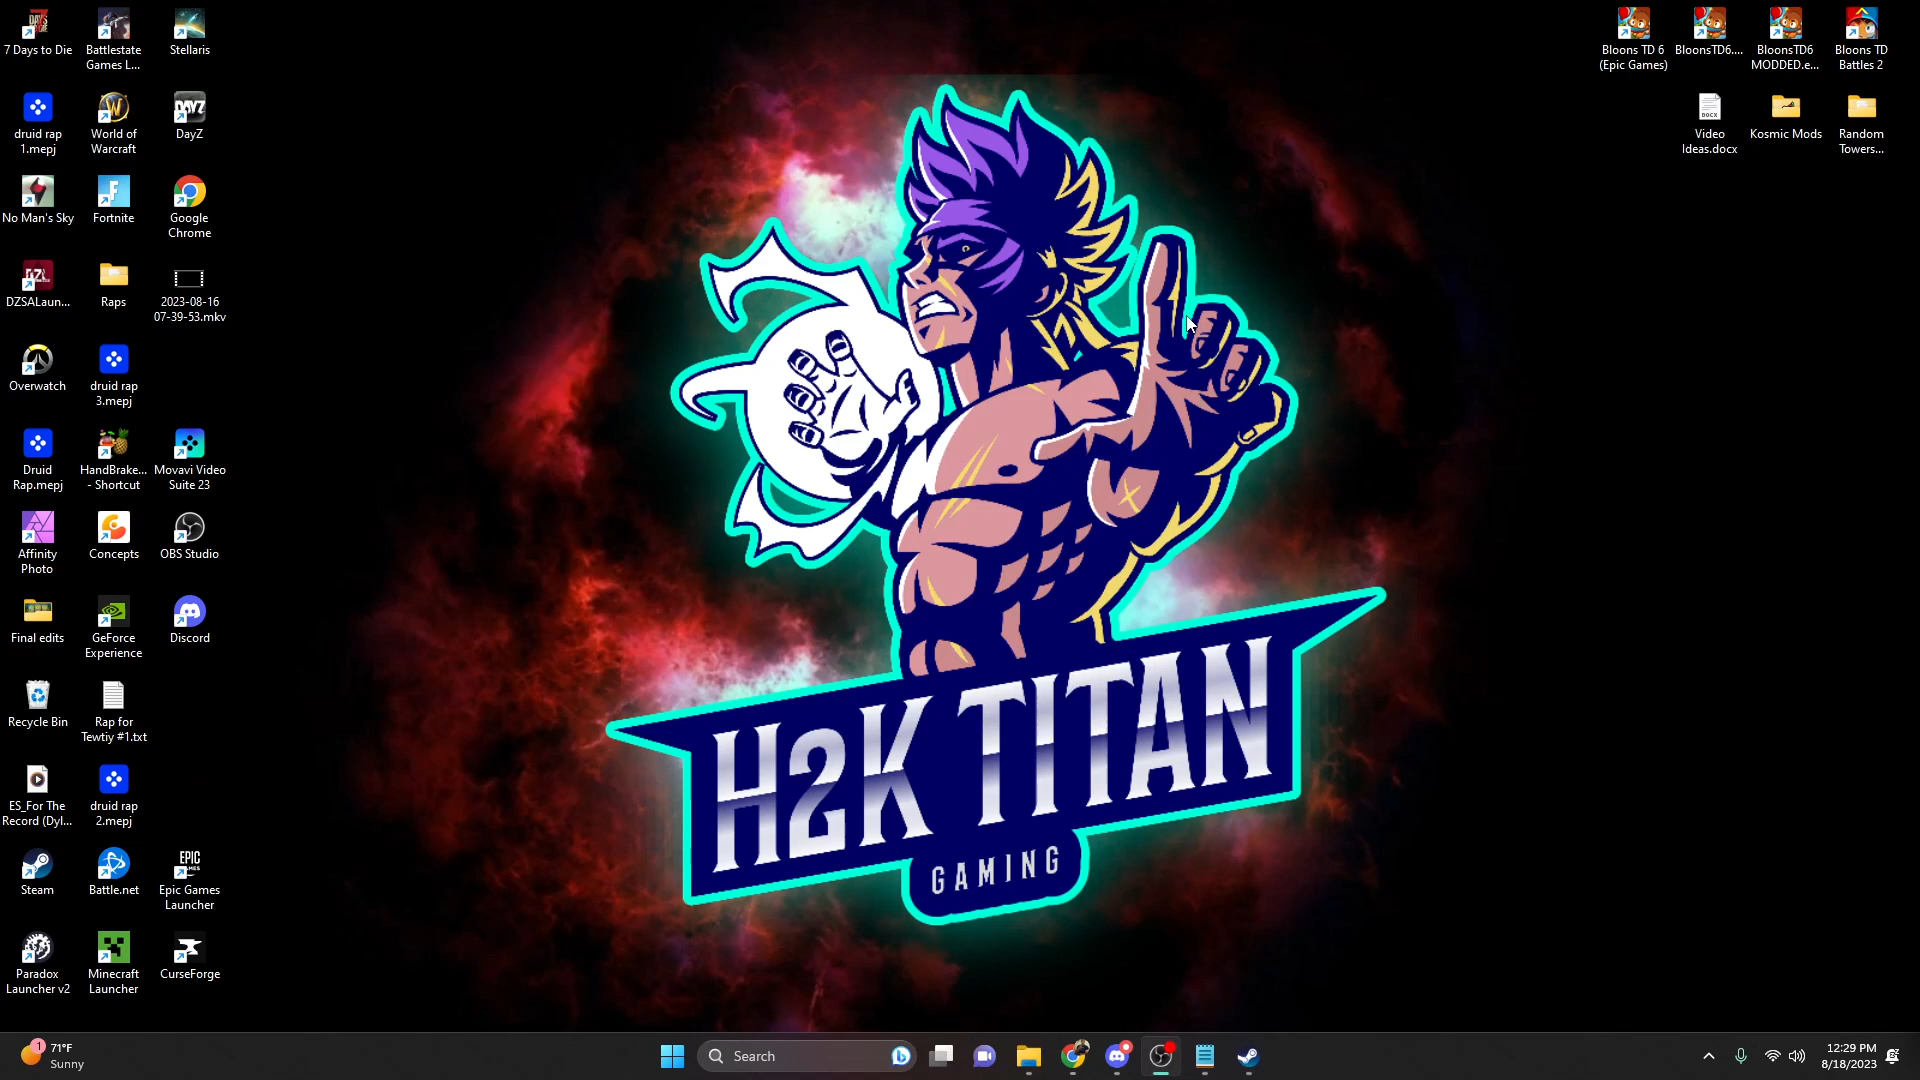 7 Days to Die
Battlestate
Games L...
Stellaris
druid rap
1.mepj
World of
Warcraft
DayZ
No Man's Sky
Fortnite
Google
Chrome
DZSALaun...
Raps
2023-08-16
07-39-53.mkv
Overwatch
druid rap
3.mepj
Druid
Rap.mepj
HandBrake...
- Shortcut
Movavi Video
Suite 23
Affinity
Photo
Concepts
OBS Studio
Final edits
GeForce
Experience
Discord
Recycle Bin
Rap for
Tewtiy #1.txt
ES_For The
Record (Dyl...
druid rap
2.mepj
Steam
Battle.net
EPIC
GAMES
Epic Games
Launcher
Paradox
Launcher v2
Minecraft
Launcher
CurseForge
Bloons TD 6
(Epic Games)
BloonsTD6....
BloonsTD6
MODDED.e...
Bloons TD
Battles 2
DOCX
Video
Ideas.docx
Kosmic Mods
Random
Towers...
H2K TITAN
GAMING
1
71°F
Sunny
Search
12:29 PM
8/18/2023